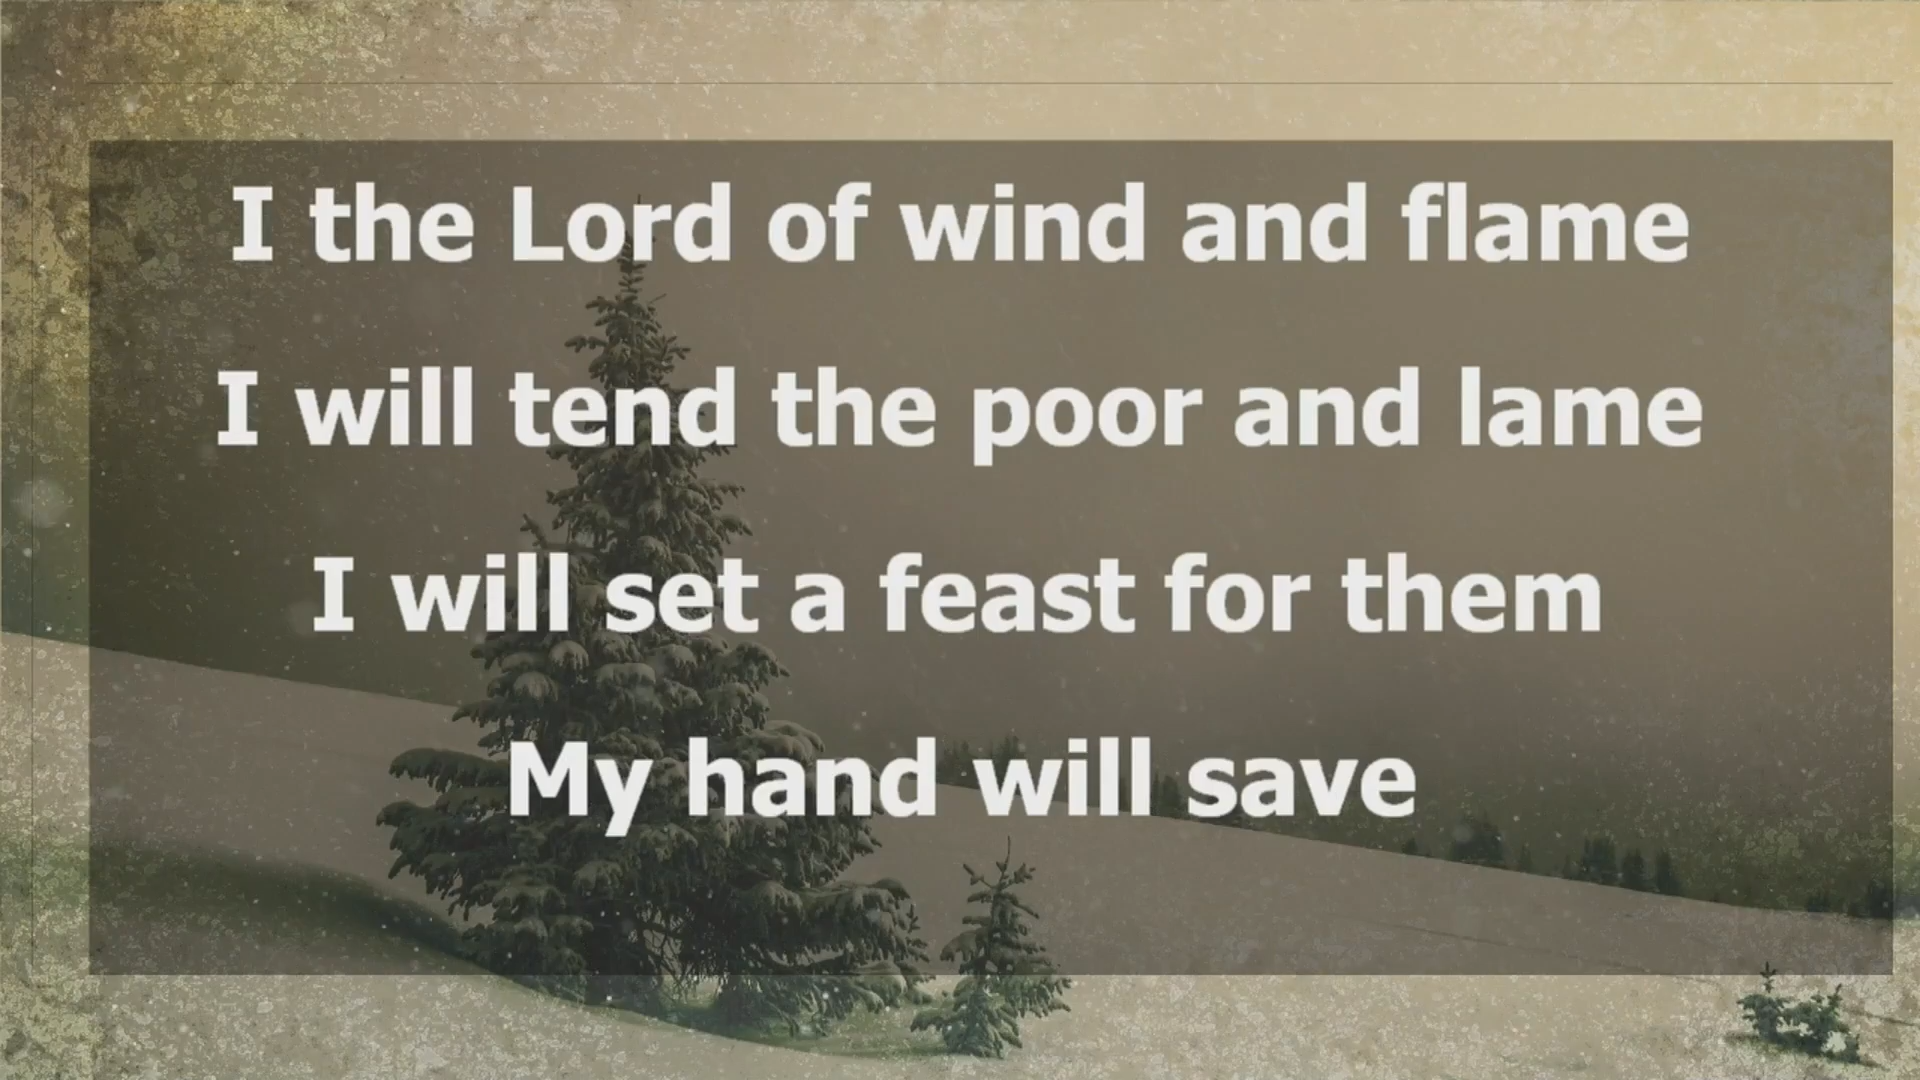 I the Lord of wind and flame
I will tend the poor and lame
I will set a feast for them
My hand will save